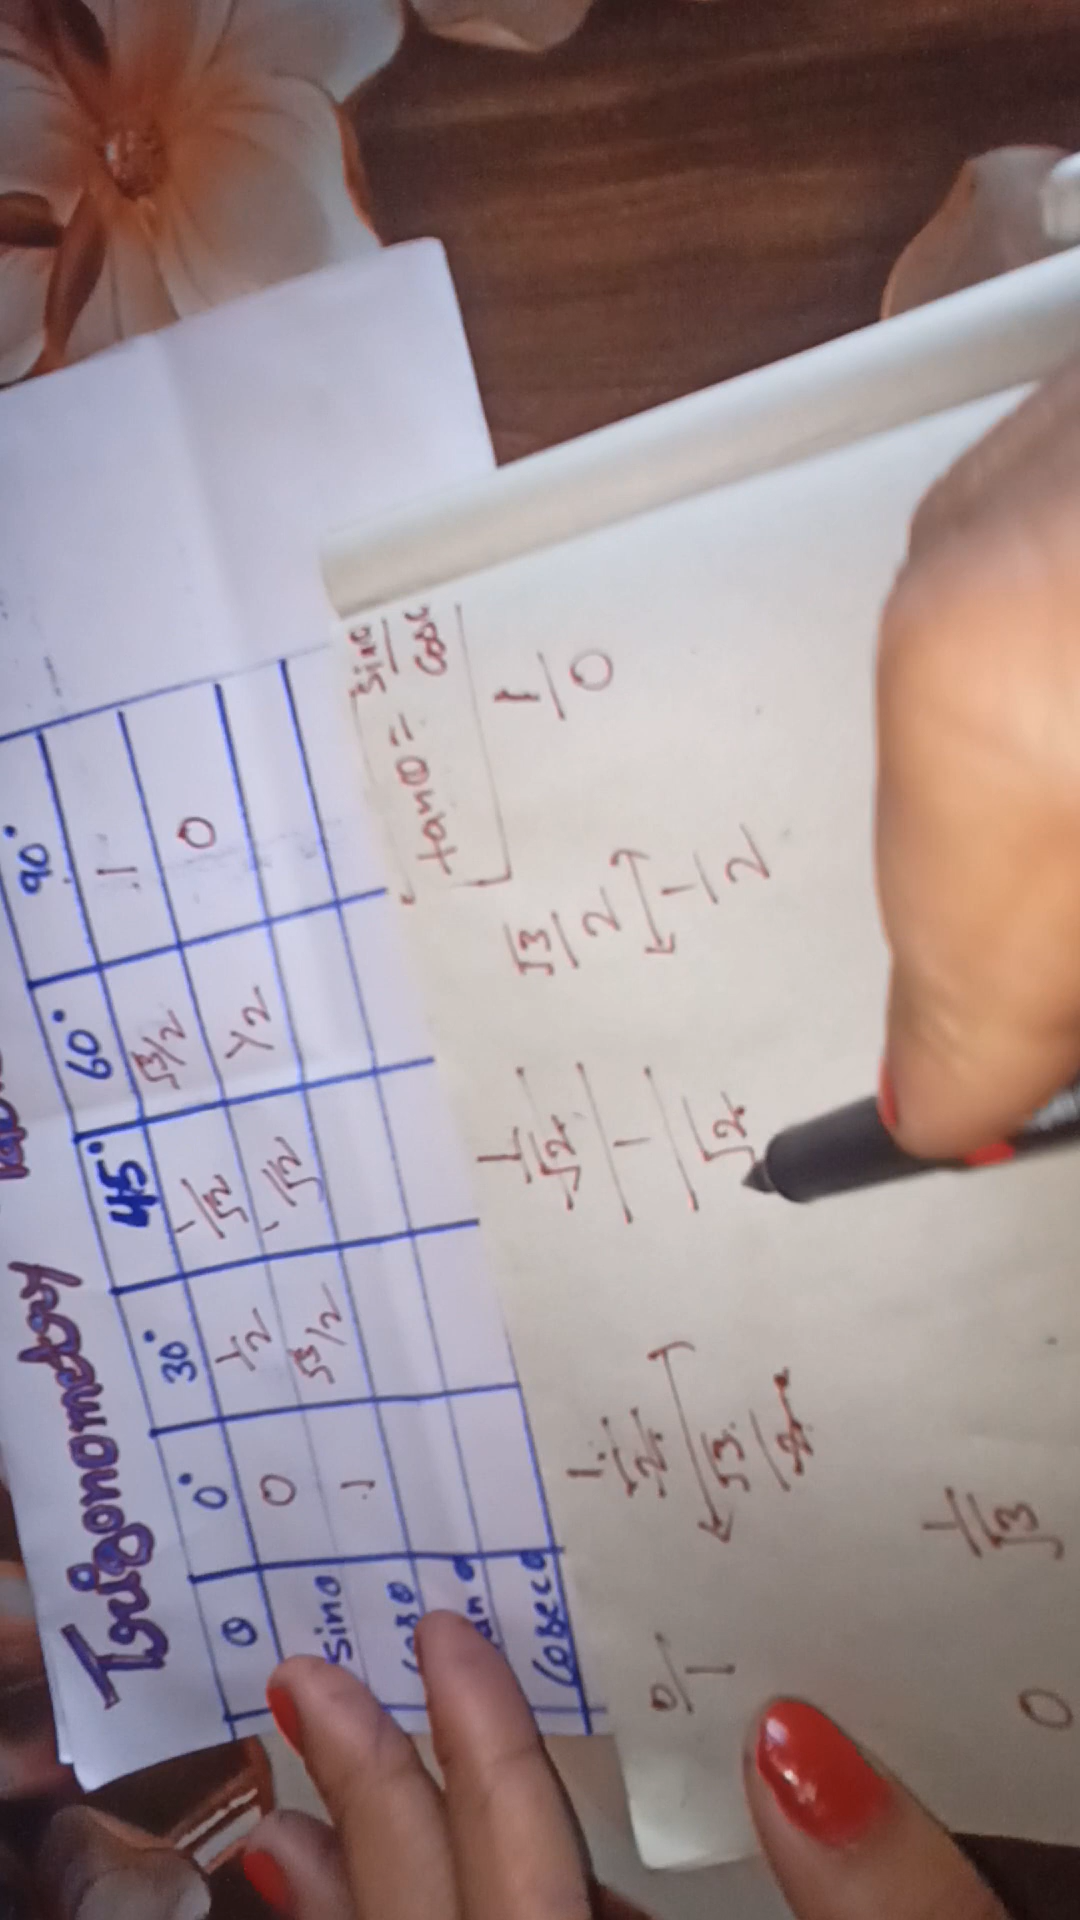 Trigonometry
θ 0° 30° 45° 60° 90°
sinθ 0 1/2 1/√2 √3/2 1
cosθ 1 √3/2 1/√2 1/2 0
tanθ
Cosecθ
tanθ = sinθ/cosθ
0/1 1/2 √3/2 1/√2 1/√2 √3/2 1/2 1/0
0 1/√3